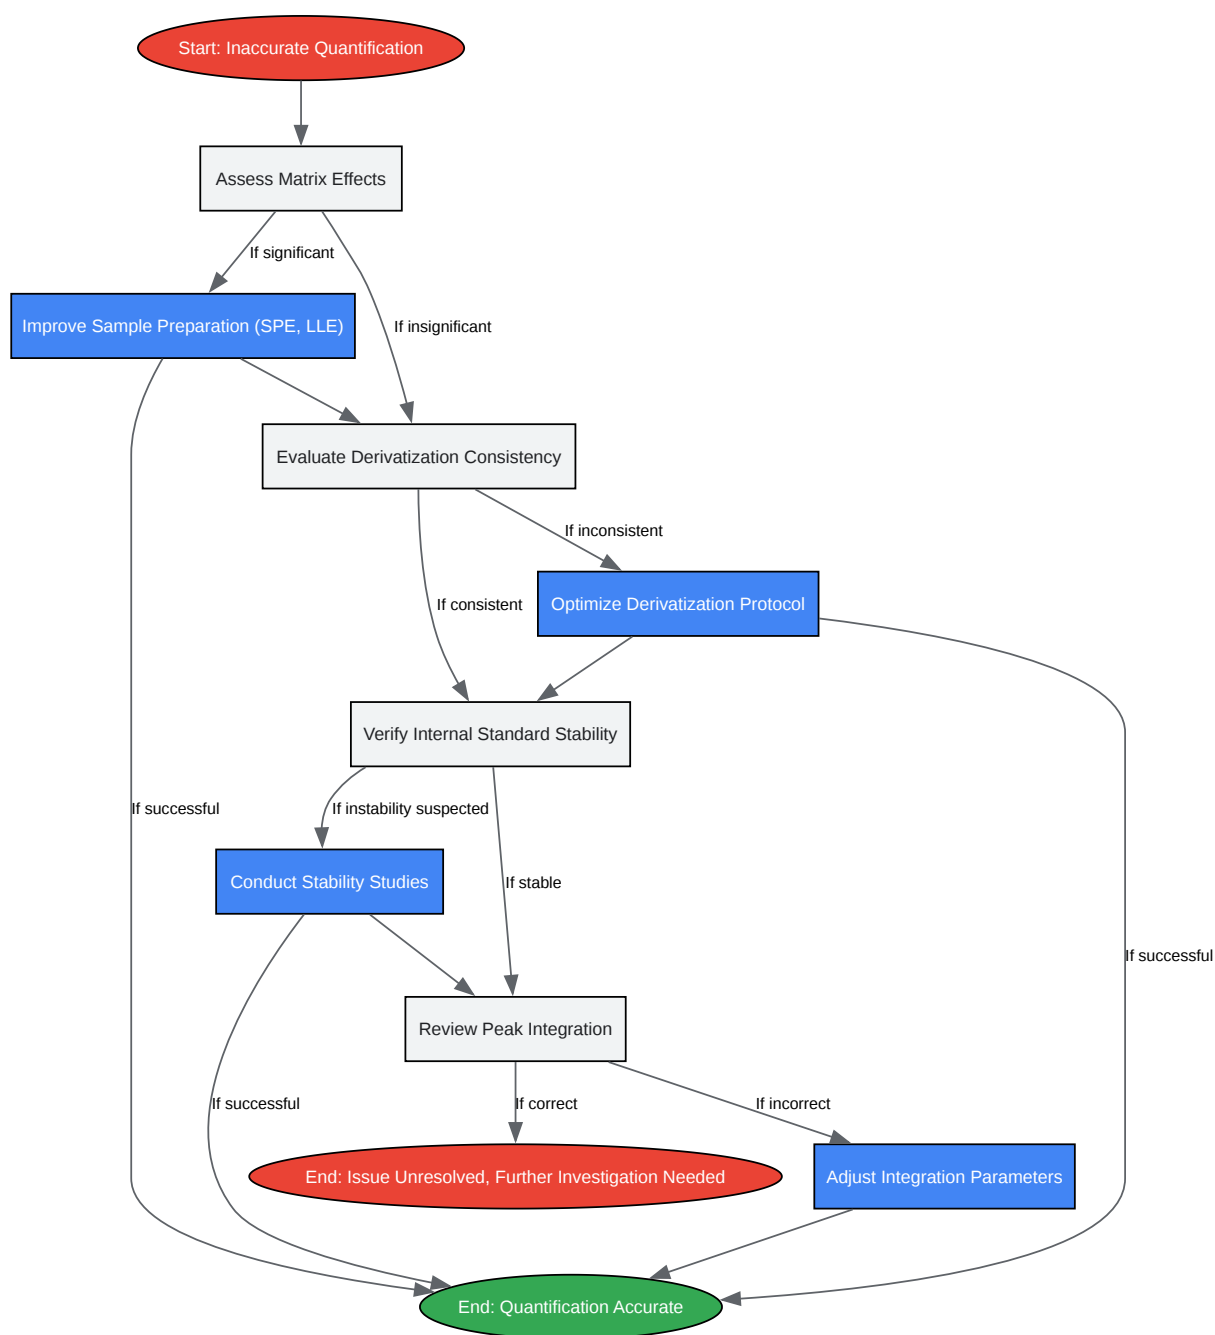 Start: Inaccurate Quantification
Assess Matrix Effects
If significant
Improve Sample Preparation (SPE, LLE)
If insignificant
Evaluate Derivatization Consistency
If inconsistent
If consistent
Optimize Derivatization Protocol
Verify Internal Standard Stability
If successful
If instability suspected
Conduct Stability Studies
If stable
If successful
Review Peak Integration
If successful
If correct
If incorrect
End: Issue Unresolved, Further Investigation Needed
Adjust Integration Parameters
End: Quantification Accurate